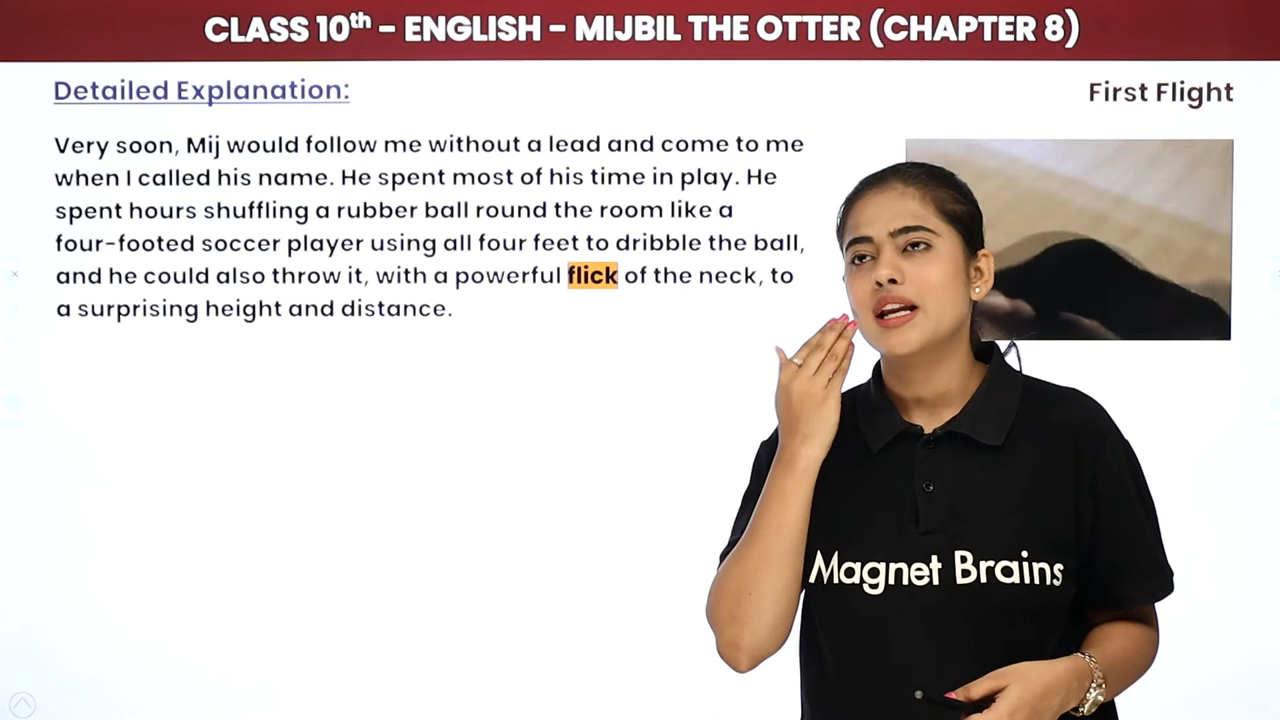 CLASS 10th - ENGLISH - MIJBIL THE OTTER (CHAPTER 8)
Detailed Explanation:
First Flight
Very soon, Mij would follow me without a lead and come to me
when I called his name. He spent most of his time in play. He
spent hours shuffling a rubber ball round the room like a
four-footed soccer player using all four feet to dribble the ball,
and he could also throw it, with a powerful flick of the neck, to
a surprising height and distance.
Magnet Brains